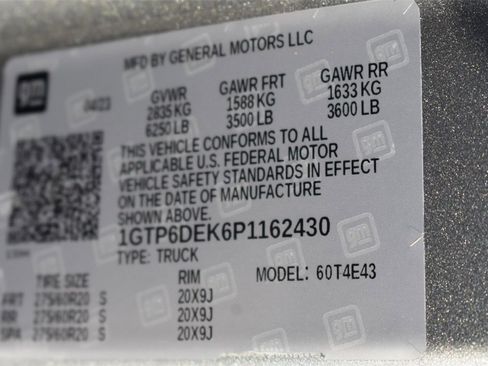 MFD BY GENERAL MOTORS LLC
gm
04/23
GVWR GAWR FRT GAWR RR
2835 KG 1588 KG 1633 KG
6250 LB 3500 LB 3600 LB
THIS VEHICLE CONFORMS TO ALL
APPLICABLE U.S. FEDERAL MOTOR
VEHICLE SAFETY STANDARDS IN EFFECT
ON THE DATE OF MANUFACTURE
SHOWN ABOVE.
1GTP6DEK6P1162430
TYPE: TRUCK
MODEL: 60T4E43
TIRE SIZE RIM
FRT 275/60R20 S 20X9J
RR 275/60R20 S 20X9J
SPA 275/60R20 S 20X9J